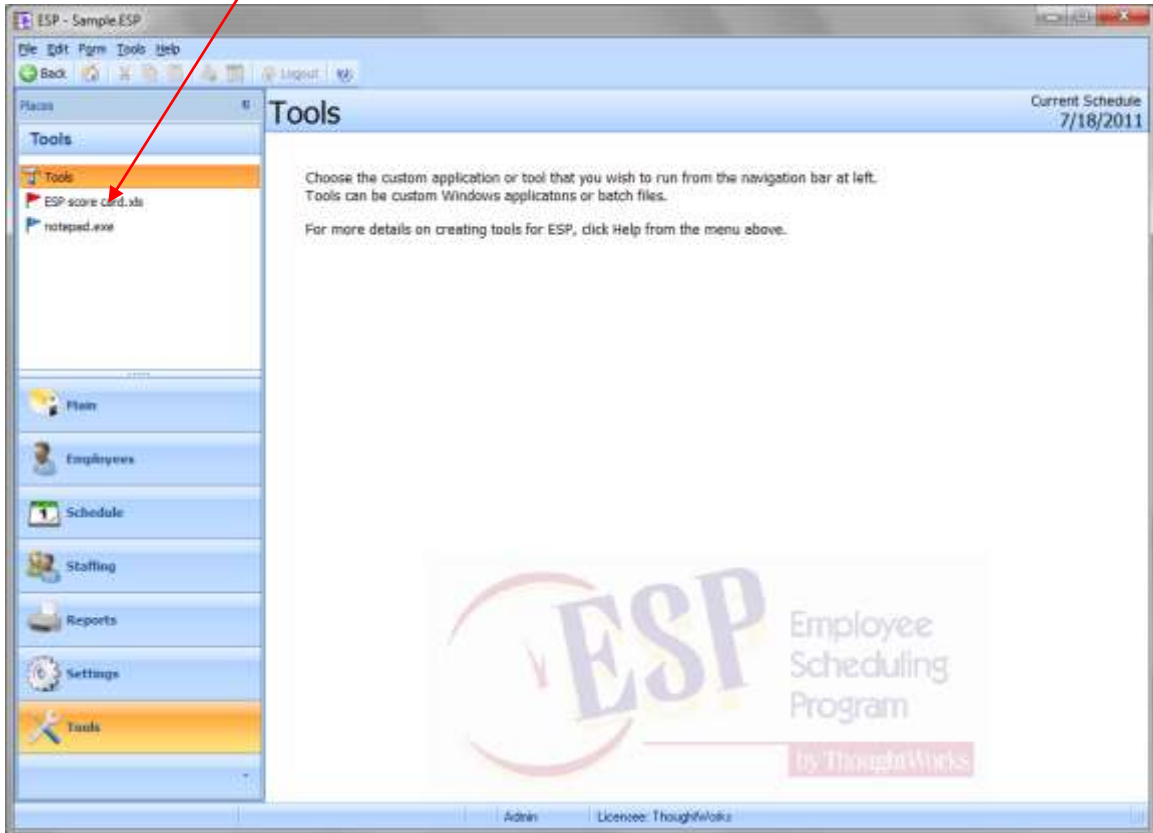 ESP - Sample.ESP
File Edit Form Tools Help
Back Logout
Places
Tools
Current Schedule
7/18/2011
Tools
Tools
ESP score card.xls
notepad.exe
Choose the custom application or tool that you wish to run from the navigation bar at left.
Tools can be custom Windows applicatons or batch files.
For more details on creating tools for ESP, click Help from the menu above.
Main
Employees
Schedule
Staffing
Reports
Settings
Tools
ESP
Employee
Scheduling
Program
by ThoughtWorks
Admin Licencee: ThoughtWorks